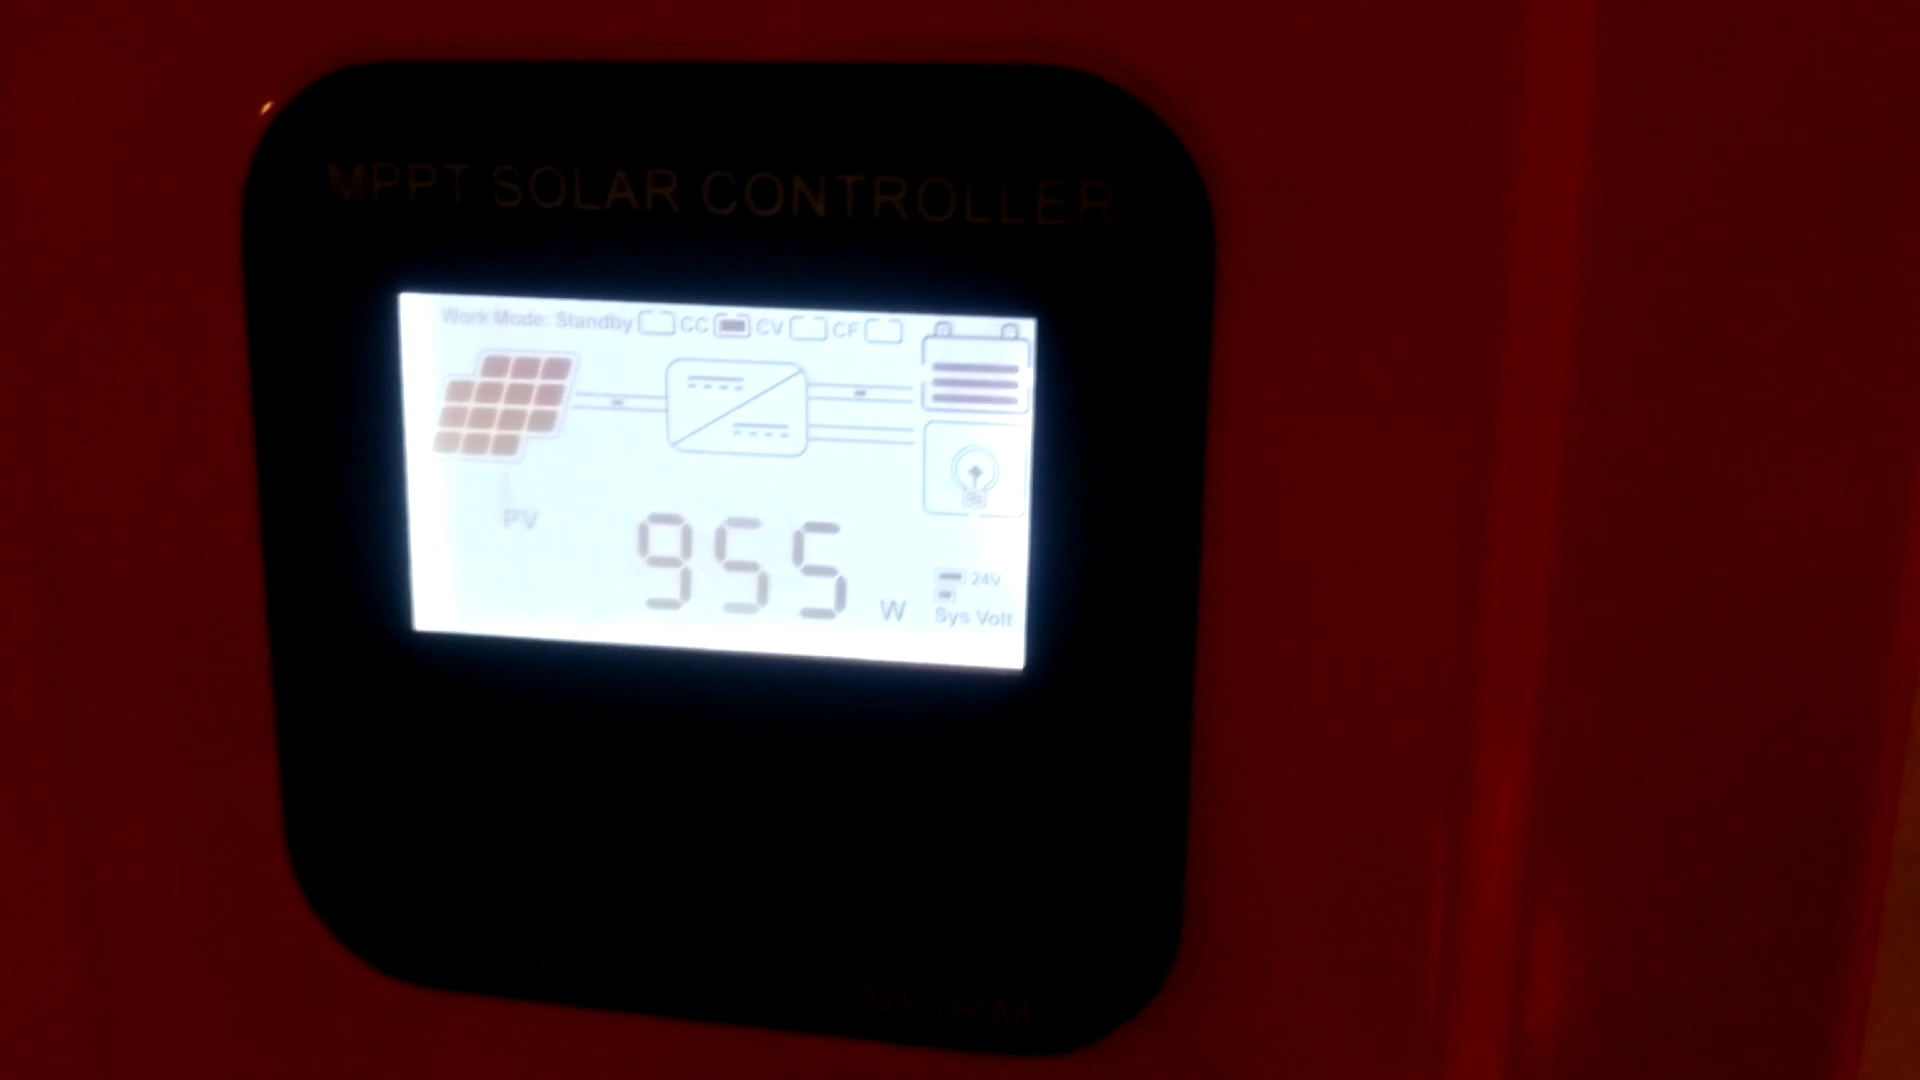 MPPT SOLAR CONTROLLER
Work Mode: Standby CC CV CF
PV
955 W
24V
Sys Volt